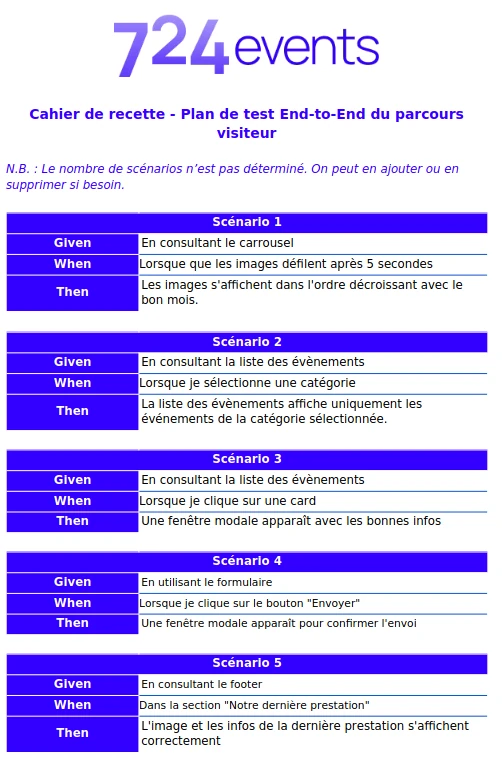 724 events
Cahier de recette - Plan de test End-to-End du parcours
visiteur
N.B. : Le nombre de scénarios n’est pas déterminé. On peut en ajouter ou en
supprimer si besoin.
Scénario 1
Given En consultant le carrousel
When Lorsque que les images défilent après 5 secondes
Then Les images s'affichent dans l'ordre décroissant avec le
bon mois.
Scénario 2
Given En consultant la liste des évènements
When Lorsque je sélectionne une catégorie
Then La liste des évènements affiche uniquement les
événements de la catégorie sélectionnée.
Scénario 3
Given En consultant la liste des évènements
When Lorsque je clique sur une card
Then Une fenêtre modale apparaît avec les bonnes infos
Scénario 4
Given En utilisant le formulaire
When Lorsque je clique sur le bouton "Envoyer"
Then Une fenêtre modale apparaît pour confirmer l'envoi
Scénario 5
Given En consultant le footer
When Dans la section "Notre dernière prestation"
Then L'image et les infos de la dernière prestation s'affichent
correctement